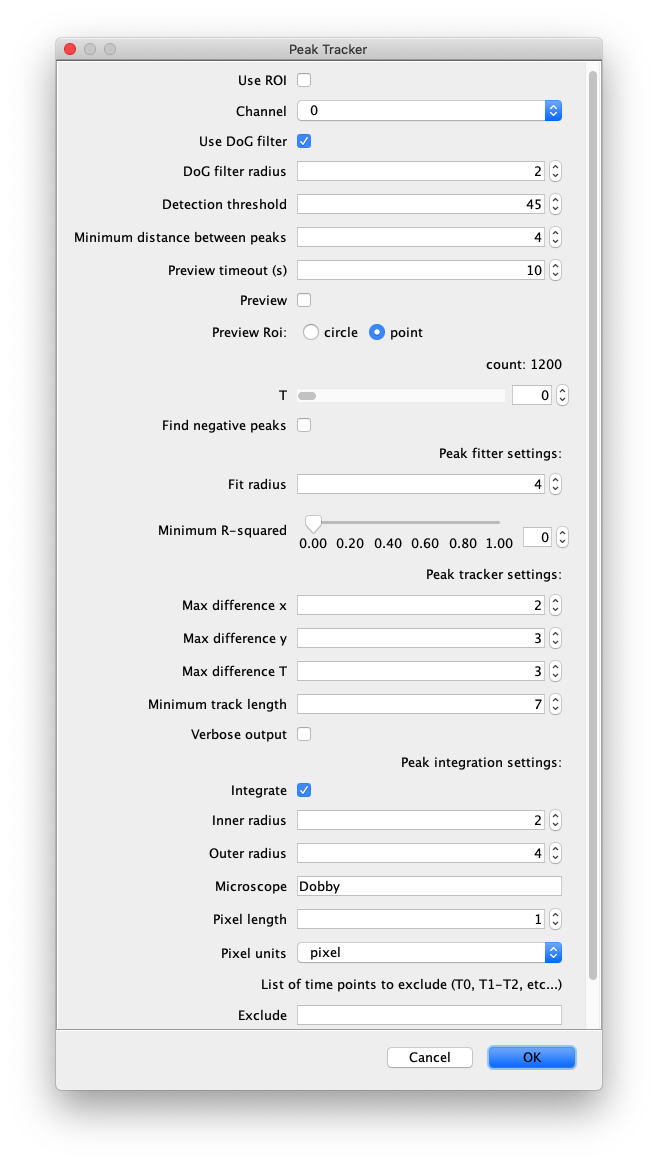 Peak Tracker
Use ROI
Channel 0
Use DoG filter
DoG filter radius 2
Detection threshold 45
Minimum distance between peaks 4
Preview timeout (s) 10
Preview
Preview Roi: circle point
count: 1200
T 0
Find negative peaks
Peak fitter settings:
Fit radius 4
Minimum R-squared 0
0.00 0.20 0.40 0.60 0.80 1.00
Peak tracker settings:
Max difference x 2
Max difference y 3
Max difference T 3
Minimum track length 7
Verbose output
Peak integration settings:
Integrate
Inner radius 2
Outer radius 4
Microscope Dobby
Pixel length 1
Pixel units pixel
List of time points to exclude (T0, T1-T2, etc...)
Exclude
Cancel OK